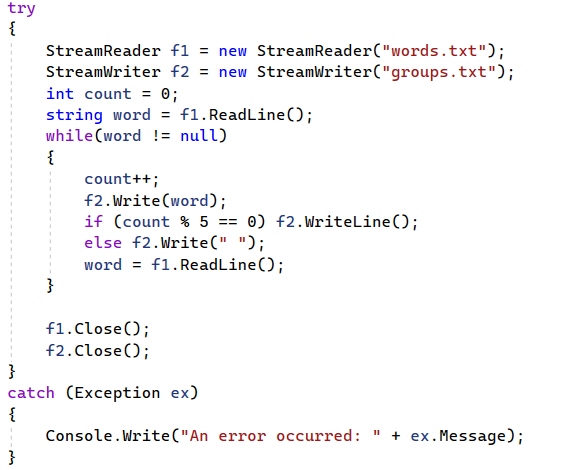 try
{
    StreamReader f1 = new StreamReader("words.txt");
    StreamWriter f2 = new StreamWriter("groups.txt");
    int count = 0;
    string word = f1.ReadLine();
    while(word != null)
    {
        count++;
        f2.Write(word);
        if (count % 5 == 0) f2.WriteLine();
        else f2.Write(" ");
        word = f1.ReadLine();
    }

    f1.Close();
    f2.Close();
}
catch (Exception ex)
{
    Console.Write("An error occurred: " + ex.Message);
}